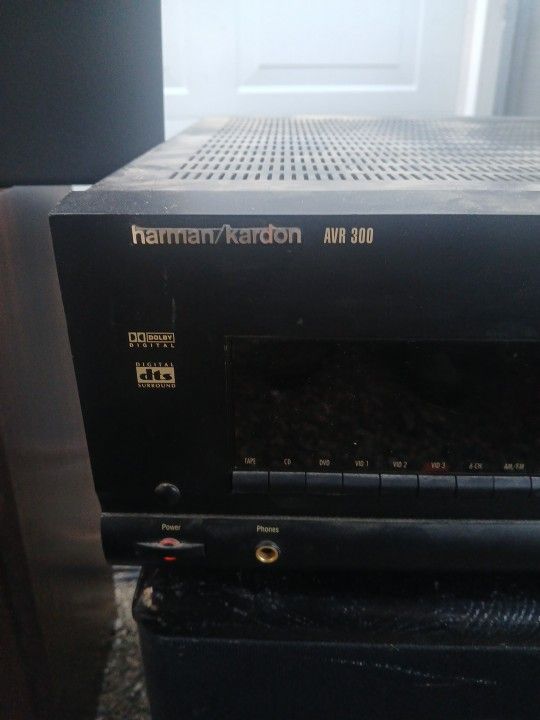 harman/kardon AVR 300
DOLBY
DIGITAL
DIGITAL
dts
SURROUND
TAPE CD DVD VID 1 VID 2 VID 3 6-CH AM/FM
Power Phones